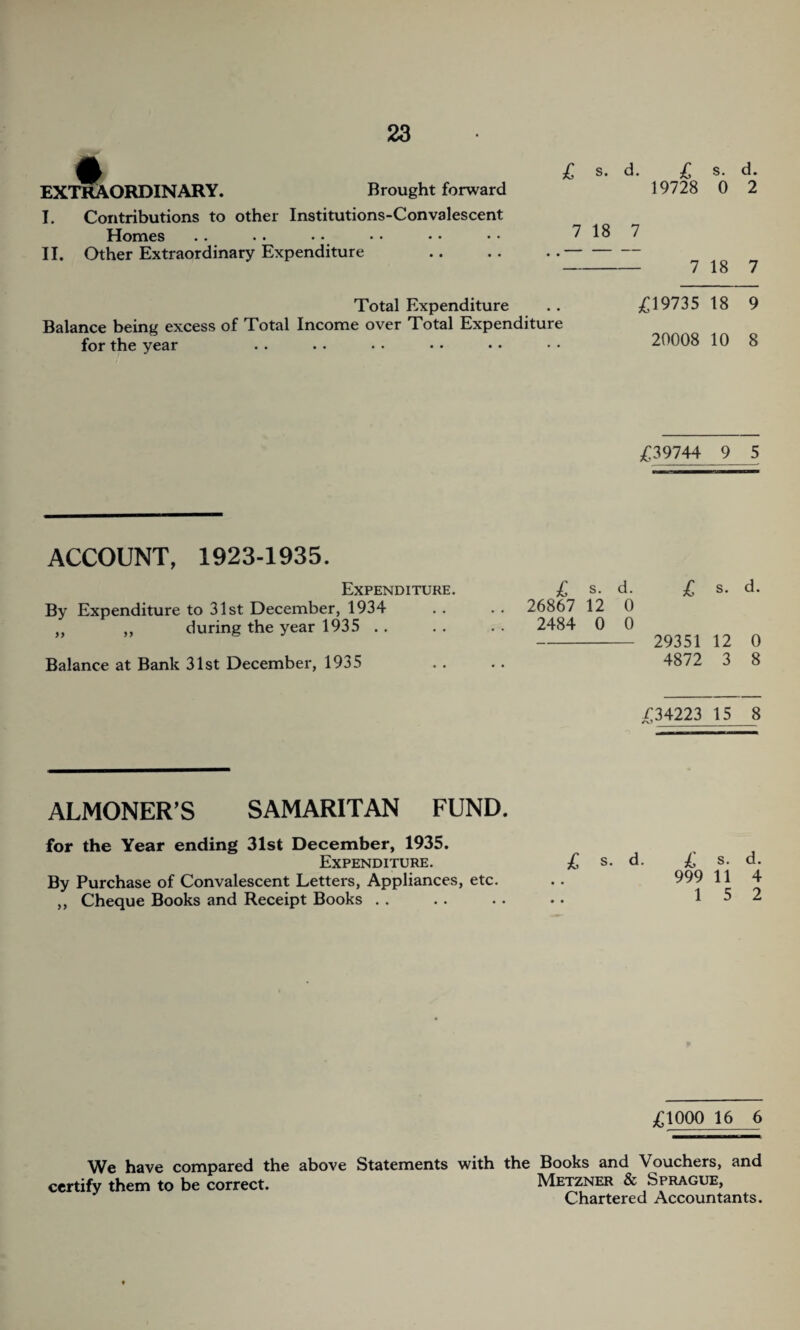 23
£ s. d. £ s. d.
EXTRAORDINARY. Brought forward 19728 0 2
I. Contributions to other Institutions-Convalescent
Homes .. .. .. .. .. .. 7 18 7
II. Other Extraordinary Expenditure .. .. ..— — —
7 18 7
Total Expenditure .. £19735 18 9
Balance being excess of Total Income over Total Expenditure
for the year .. .. .. .. .. .. 20008 10 8
£39744 9 5
ACCOUNT, 1923-1935.
EXPENDITURE. £ s. d. £ s. d.
By Expenditure to 31st December, 1934 .. .. 26867 12 0
,, ,, during the year 1935 .. .. .. 2484 0 0
29351 12 0
Balance at Bank 31st December, 1935 .. .. 4872 3 8
£34223 15 8
ALMONER'S SAMARITAN FUND.
for the Year ending 31st December, 1935.
EXPENDITURE. £ s. d. £ s. d.
By Purchase of Convalescent Letters, Appliances, etc. .. 999 11 4
,, Cheque Books and Receipt Books .. .. .. .. 1 5 2
£1000 16 6
We have compared the above Statements with the Books and Vouchers, and
certify them to be correct. METZNER & SPRAGUE,
Chartered Accountants.